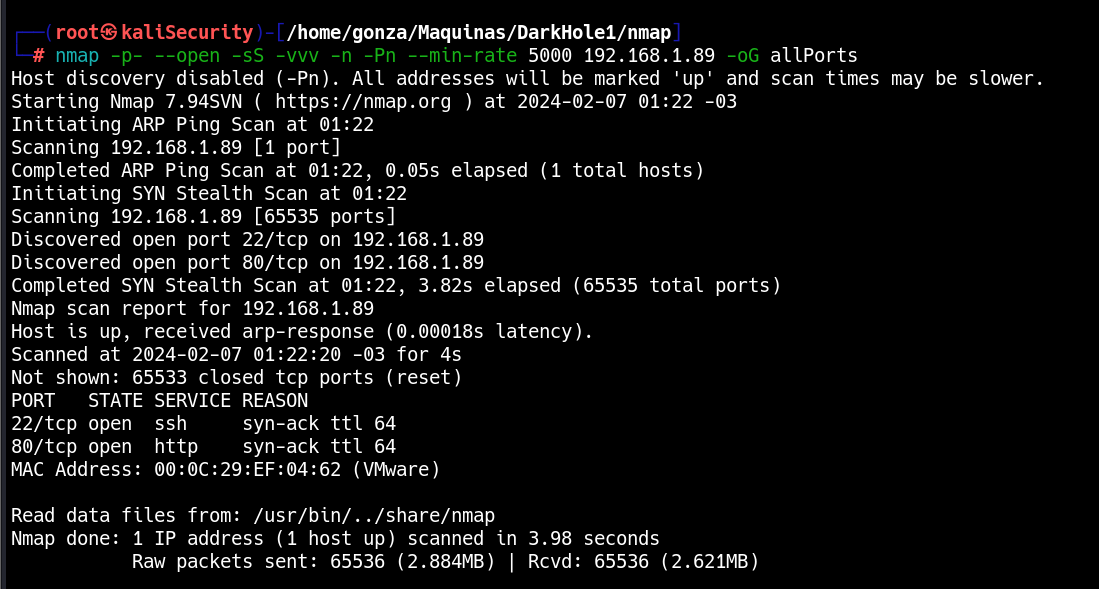 ┌──(root㉿kaliSecurity)-[/home/gonza/Maquinas/DarkHole1/nmap]
└─# nmap -p- --open -sS -vvv -n -Pn --min-rate 5000 192.168.1.89 -oG allPorts
Host discovery disabled (-Pn). All addresses will be marked 'up' and scan times may be slower.
Starting Nmap 7.94SVN ( https://nmap.org ) at 2024-02-07 01:22 -03
Initiating ARP Ping Scan at 01:22
Scanning 192.168.1.89 [1 port]
Completed ARP Ping Scan at 01:22, 0.05s elapsed (1 total hosts)
Initiating SYN Stealth Scan at 01:22
Scanning 192.168.1.89 [65535 ports]
Discovered open port 22/tcp on 192.168.1.89
Discovered open port 80/tcp on 192.168.1.89
Completed SYN Stealth Scan at 01:22, 3.82s elapsed (65535 total ports)
Nmap scan report for 192.168.1.89
Host is up, received arp-response (0.00018s latency).
Scanned at 2024-02-07 01:22:20 -03 for 4s
Not shown: 65533 closed tcp ports (reset)
PORT   STATE SERVICE REASON
22/tcp open  ssh     syn-ack ttl 64
80/tcp open  http    syn-ack ttl 64
MAC Address: 00:0C:29:EF:04:62 (VMware)

Read data files from: /usr/bin/../share/nmap
Nmap done: 1 IP address (1 host up) scanned in 3.98 seconds
           Raw packets sent: 65536 (2.884MB) | Rcvd: 65536 (2.621MB)